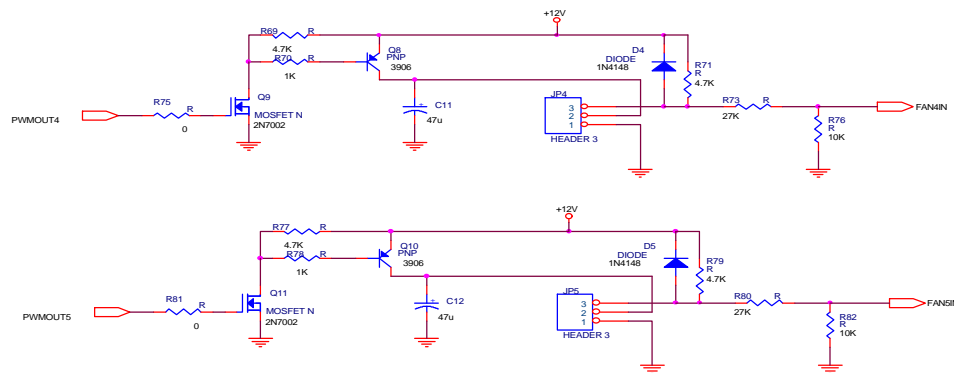 +12V
R69 R
4.7K
R70 R
1K
Q8
PNP
3906
D4
DIODE
1N4148
R71
R
4.7K
Q9
MOSFET N
2N7002
R75 R
0
PWMOUT4
C11
47u
JP4
3
2
1
HEADER 3
R73 R
27K
FAN4IN
R76
R
10K
+12V
R77 R
4.7K
R78 R
1K
Q10
PNP
3906
D5
DIODE
1N4148
R79
R
4.7K
Q11
MOSFET N
2N7002
R81 R
0
PWMOUT5
C12
47u
JP5
3
2
1
HEADER 3
R80 R
27K
FAN5IN
R82
R
10K